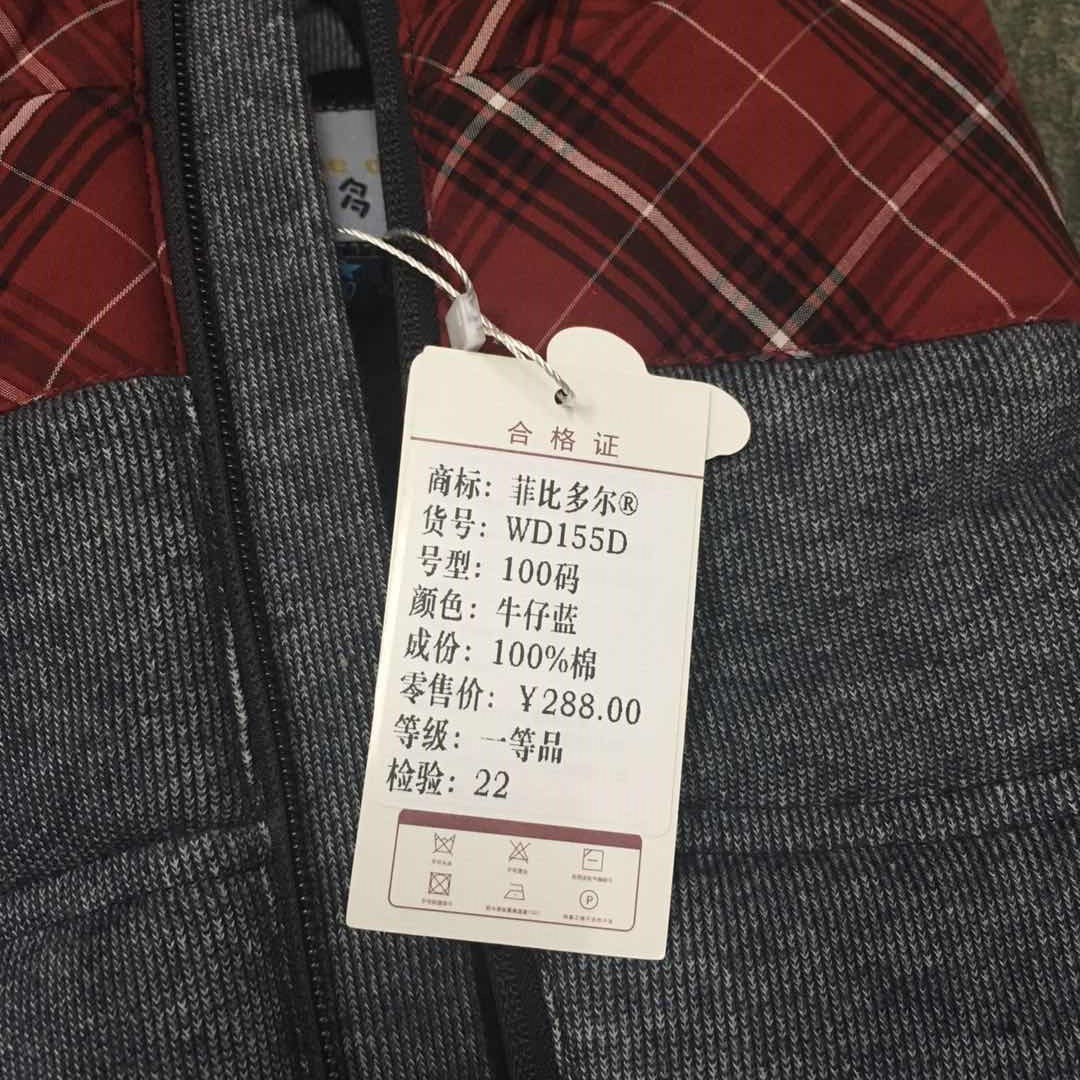 多
合格证
商标：菲比多尔®
货号：WD155D
号型：100码
颜色：牛仔蓝
成份：100%棉
零售价：￥288.00
等级：一等品
检验：22
P